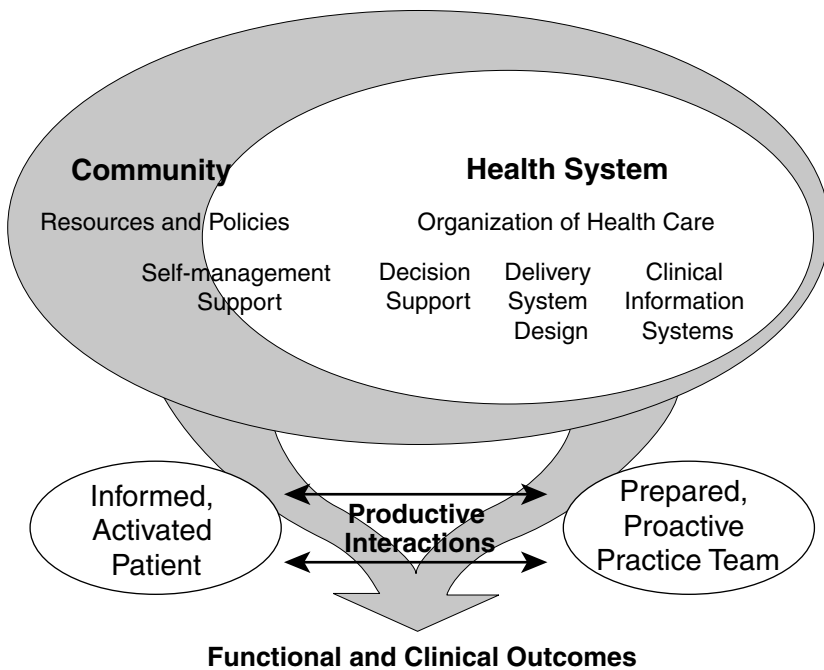 Community
Health System
Resources and Policies
Organization of Health Care
Self-management
Support
Decision
Support
Delivery
System
Design
Clinical
Information
Systems
Informed,
Activated
Patient
Productive
Interactions
Prepared,
Proactive
Practice Team
Functional and Clinical Outcomes